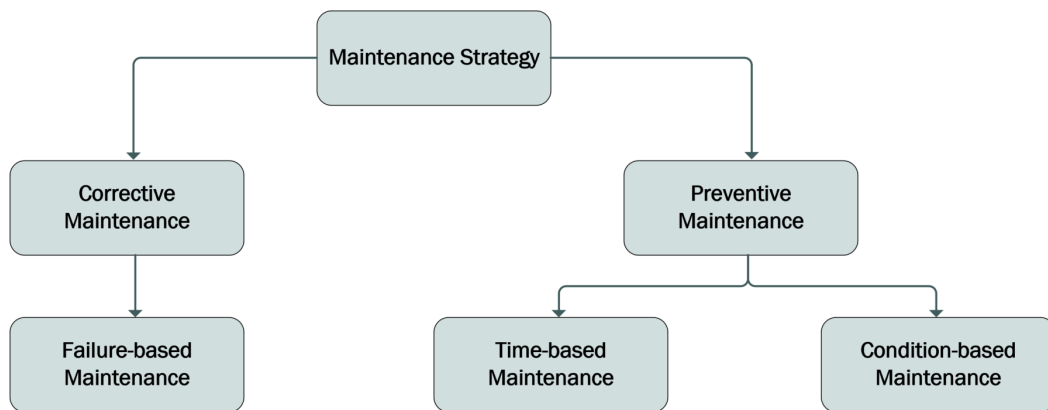 Maintenance Strategy
Corrective
Maintenance
Preventive
Maintenance
Failure-based
Maintenance
Time-based
Maintenance
Condition-based
Maintenance